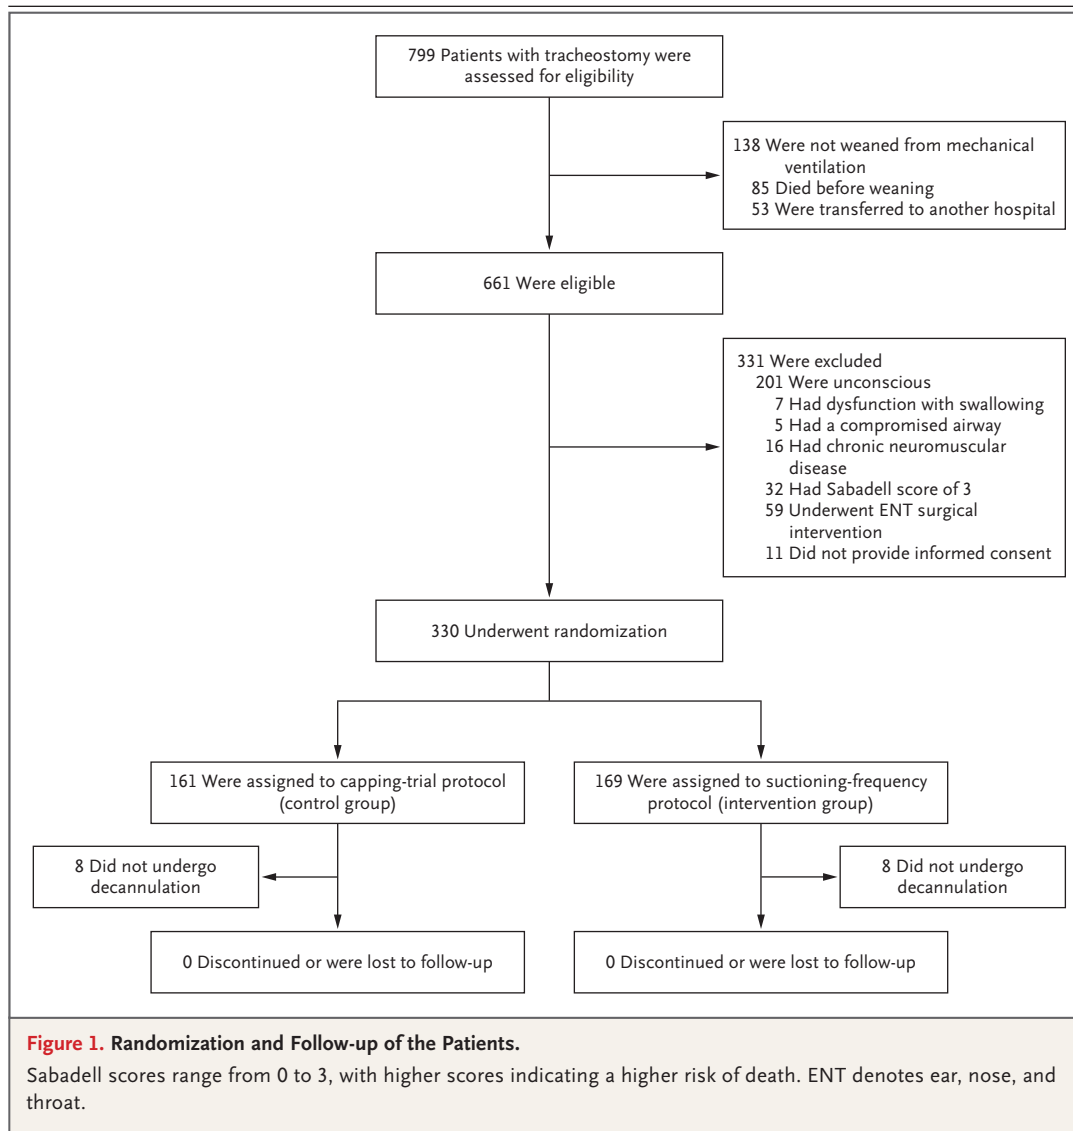 799 Patients with tracheostomy were
assessed for eligibility
138 Were not weaned from mechanical
ventilation
85 Died before weaning
53 Were transferred to another hospital
661 Were eligible
331 Were excluded
201 Were unconscious
7 Had dysfunction with swallowing
5 Had a compromised airway
16 Had chronic neuromuscular
disease
32 Had Sabadell score of 3
59 Underwent ENT surgical
intervention
11 Did not provide informed consent
330 Underwent randomization
161 Were assigned to capping-trial protocol
(control group)
169 Were assigned to suctioning-frequency
protocol (intervention group)
8 Did not undergo
decannulation
8 Did not undergo
decannulation
0 Discontinued or were lost to follow-up
0 Discontinued or were lost to follow-up
Figure 1. Randomization and Follow-up of the Patients.
Sabadell scores range from 0 to 3, with higher scores indicating a higher risk of death. ENT denotes ear, nose, and
throat.